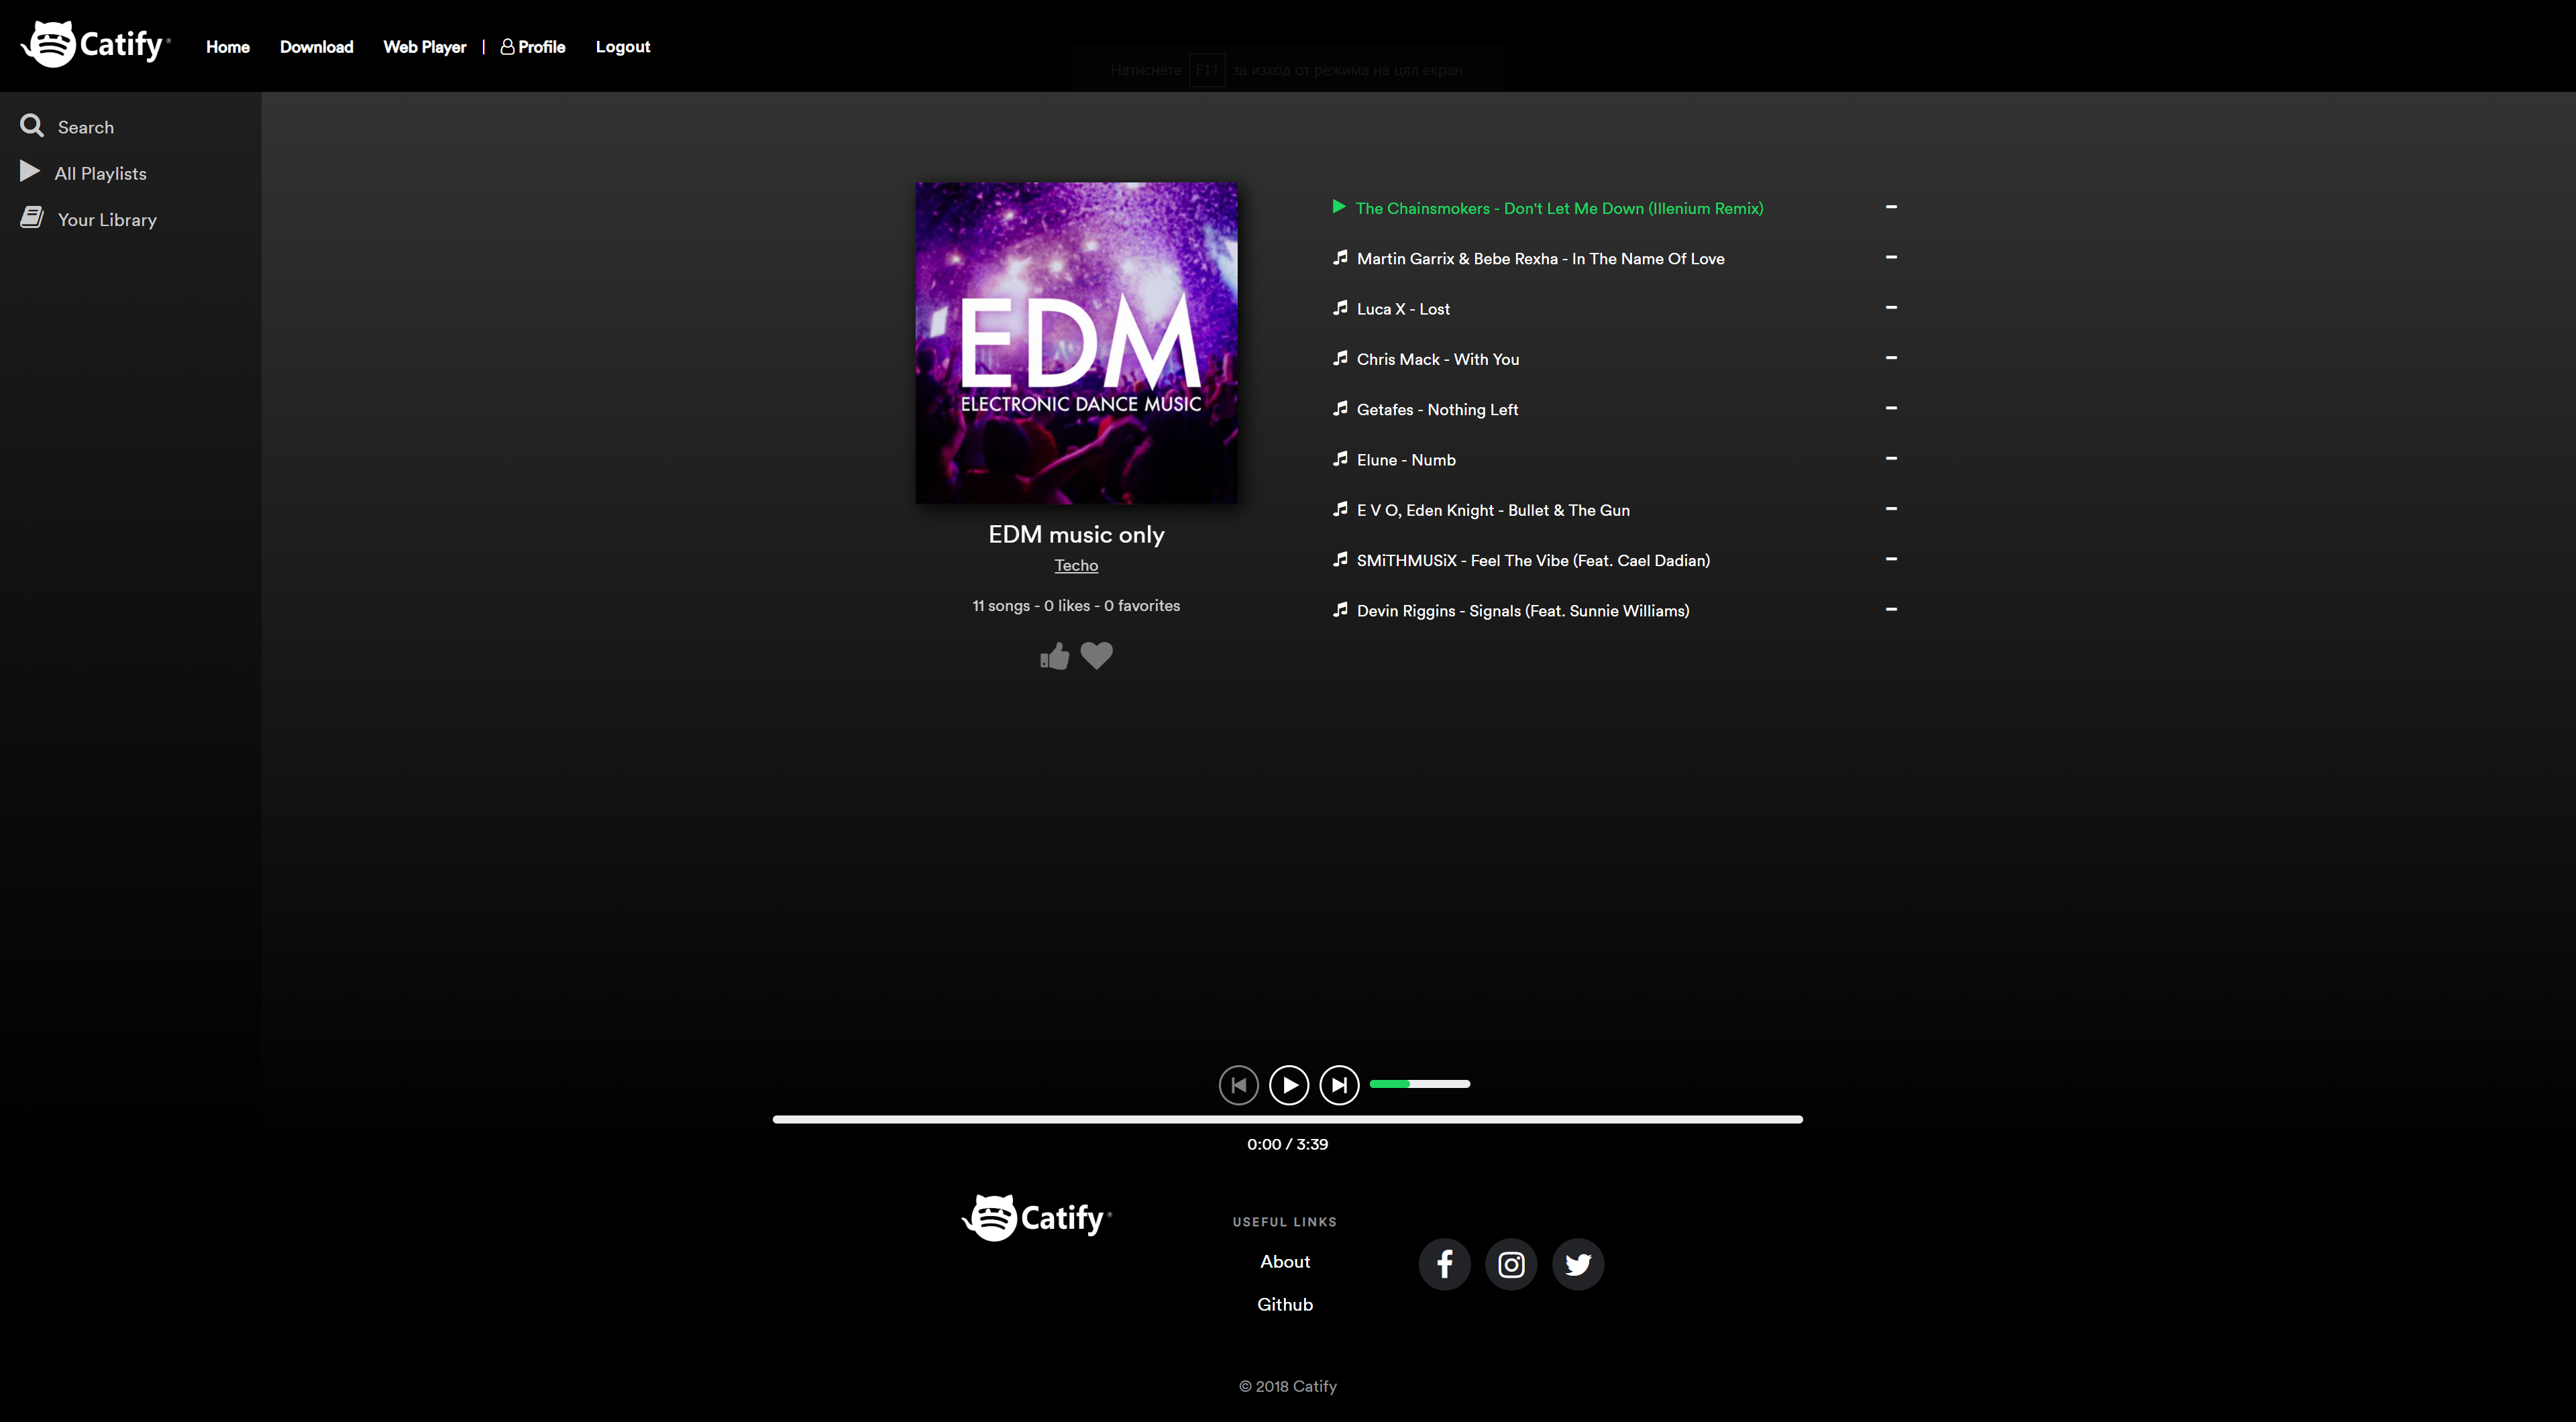 Catify
Home Download Web Player | Profile Logout
Натиснете F11 за изход от режима на цял екран
Search
All Playlists
Your Library
EDM
ELECTRONIC DANCE MUSIC
EDM music only
Techo
11 songs - 0 likes - 0 favorites
The Chainsmokers - Don't Let Me Down (Illenium Remix)
Martin Garrix & Bebe Rexha - In The Name Of Love
Luca X - Lost
Chris Mack - With You
Getafes - Nothing Left
Elune - Numb
E V O, Eden Knight - Bullet & The Gun
SMiTHMUSiX - Feel The Vibe (Feat. Cael Dadian)
Devin Riggins - Signals (Feat. Sunnie Williams)
0:00 / 3:39
Catify
USEFUL LINKS
About
Github
© 2018 Catify